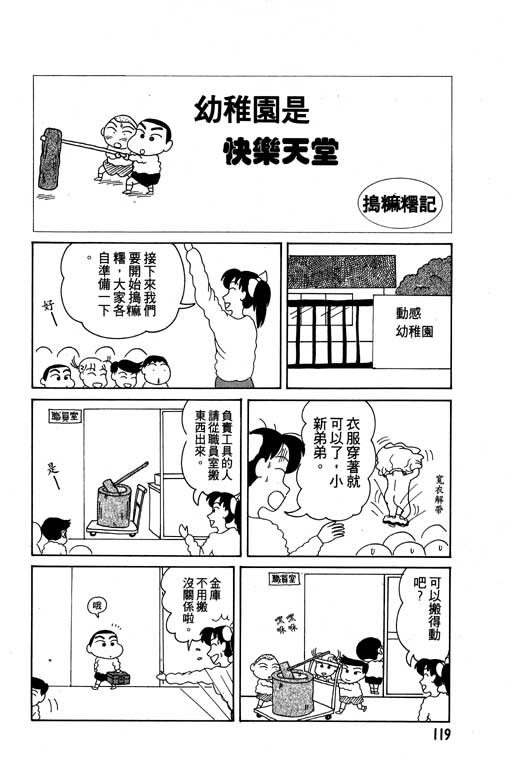 幼稚園是
快樂天堂
搗糍糬記
動感
幼稚園
接下來我們
要開始搗糍
糬，大家各
自準備一下
。
好
衣服穿著就
可以了，小
新弟弟。
寬衣解帶
職員室
負責工具的人
請從職員室搬
東西出來。
是
可以搬得動
吧？
職員室
嘿咻
嘿咻
金庫
不用搬
沒關係啦。
哦
119